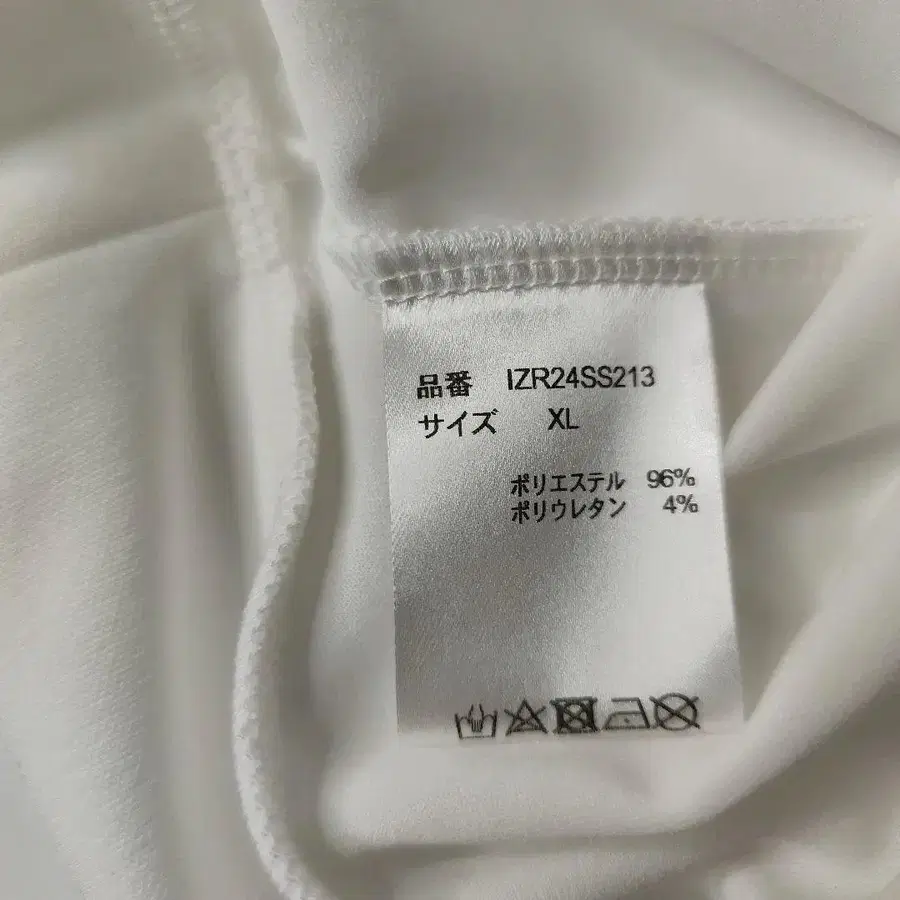 品番 IZR24SS213
サイズ XL
ポリエステル 96%
ポリウレタン 4%